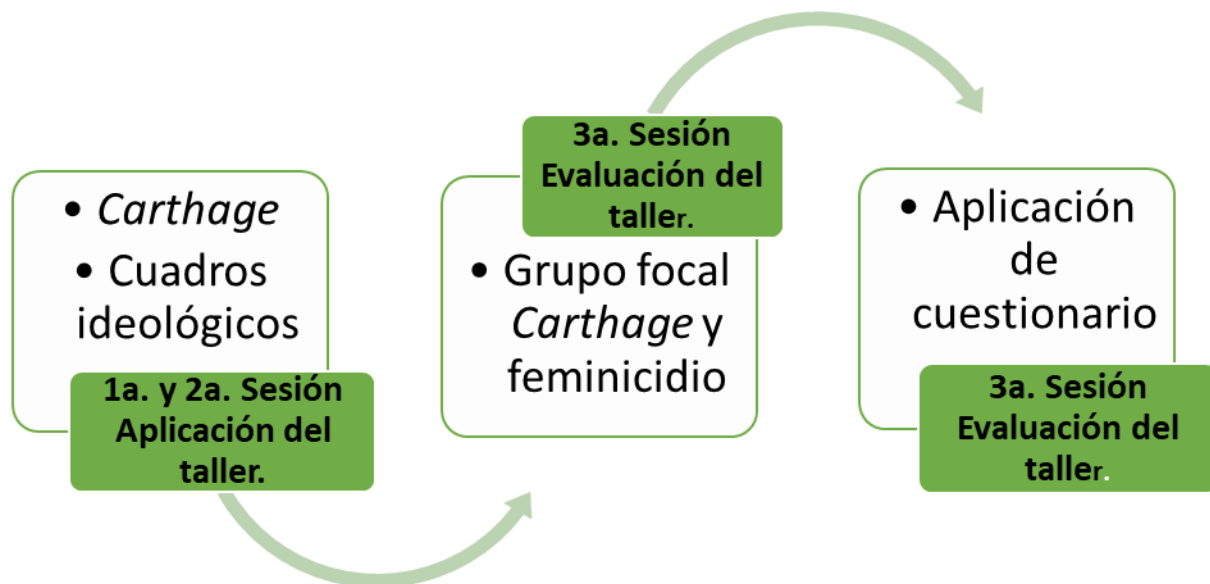 • Carthage
• Cuadros
ideológicos
1a. y 2a. Sesión
Aplicación del
taller.
3a. Sesión
Evaluación del
taller.
• Grupo focal
Carthage y
feminicidio
• Aplicación
de
cuestionario
3a. Sesión
Evaluación del
taller.